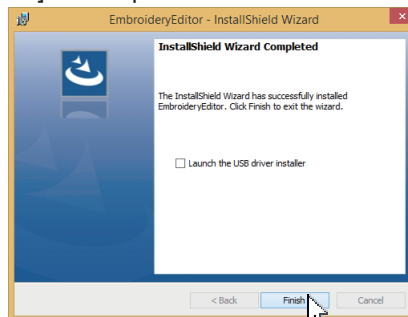 EmbroideryEditor - InstallShield Wizard
InstallShield Wizard Completed
The InstallShield Wizard has successfully installed
EmbroideryEditor. Click Finish to exit the wizard.
Launch the USB driver installer
< Back Finish Cancel